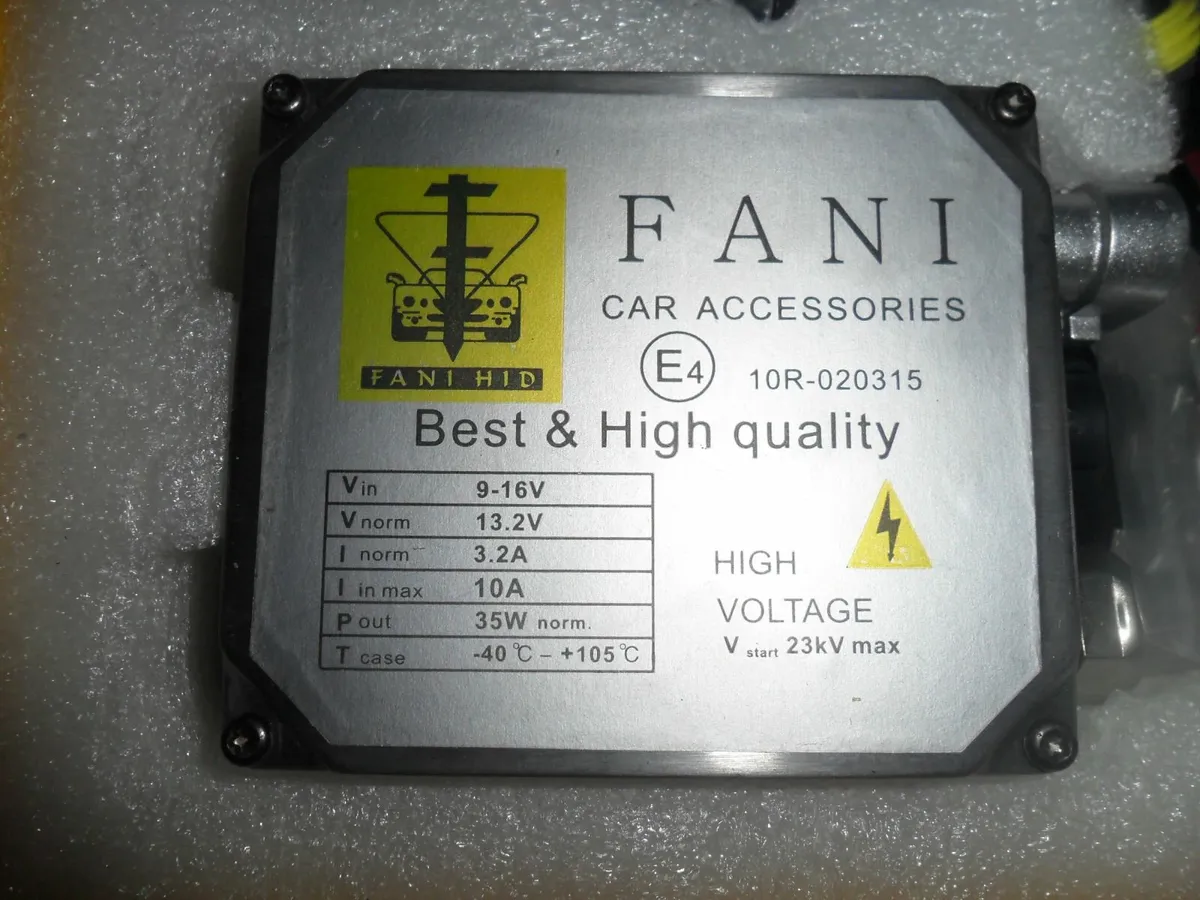 FANI HID
FANI
CAR ACCESSORIES
E4 10R-020315
Best & High quality
Vin 9-16V
Vnorm 13.2V
I norm 3.2A
I in max 10A
P out 35W norm.
T case -40℃ – +105℃
HIGH
VOLTAGE
V start 23kV max